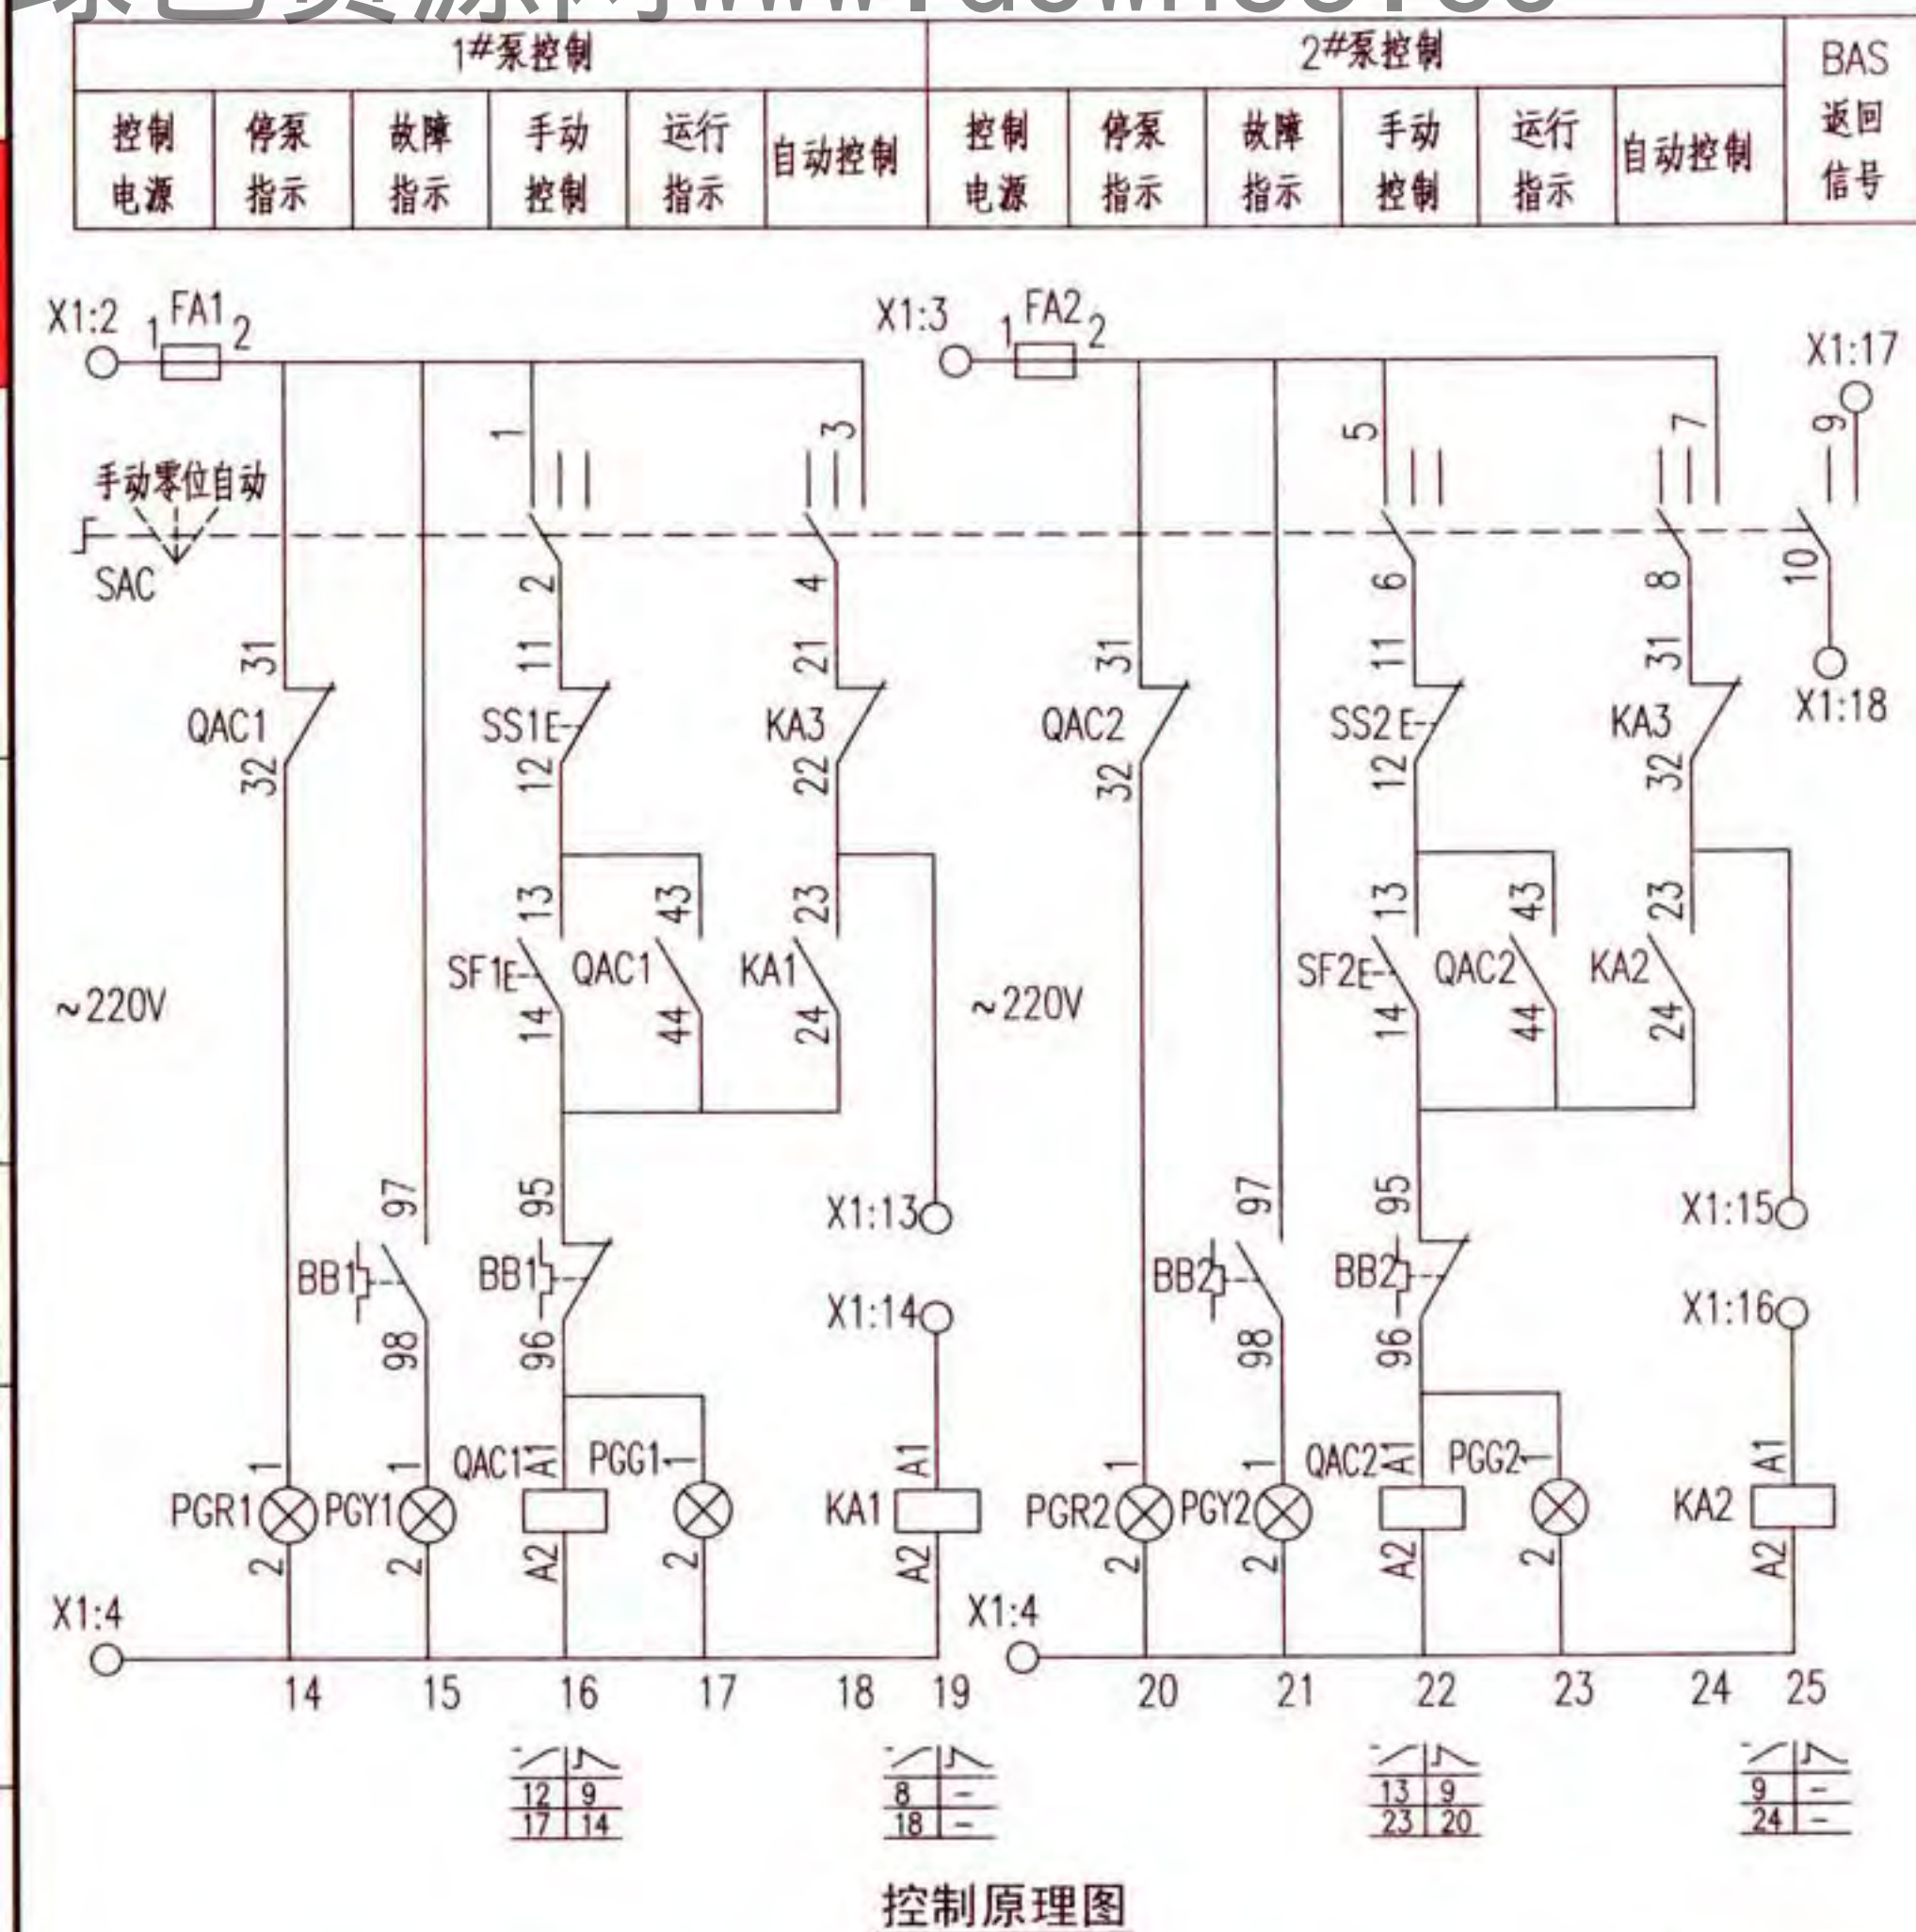 1#泵控制 2#泵控制 BAS
返回
信号
控制
电源
停泵
指示
故障
指示
手动
控制
运行
指示
自动控制
控制
电源
停泵
指示
故障
指示
手动
控制
运行
指示
自动控制
X1:2 1 FA1 2 X1:3 1 FA2 2 X1:17
1 3 5 7 9
手动零位自动
SAC 2 4 6 8 10
31 11 21 31 11 31 X1:18
QAC1 SS1E KA3 QAC2 SS2E KA3
32 12 22 32 12 32
13 43 23 13 43 23
SF1E QAC1 KA1 SF2E QAC2 KA2
~220V 14 44 24 ~220V 14 44 24
97 95 X1:13 97 95 X1:15
BB1 BB1 BB2 BB2
98 96 X1:14 98 96 X1:16
1 1 QAC1 A1 PGG1 1 A1 1 1 QAC2 A1 PGG2 1 A1
PGR1 PGY1 KA1 PGR2 PGY2 KA2
2 2 A2 2 A2 2 2 A2 2 A2
X1:4 X1:4
14 15 16 17 18 19 20 21 22 23 24 25
12 9 8 - 13 9 9 -
17 14 18 - 23 20 24 -
控制原理图